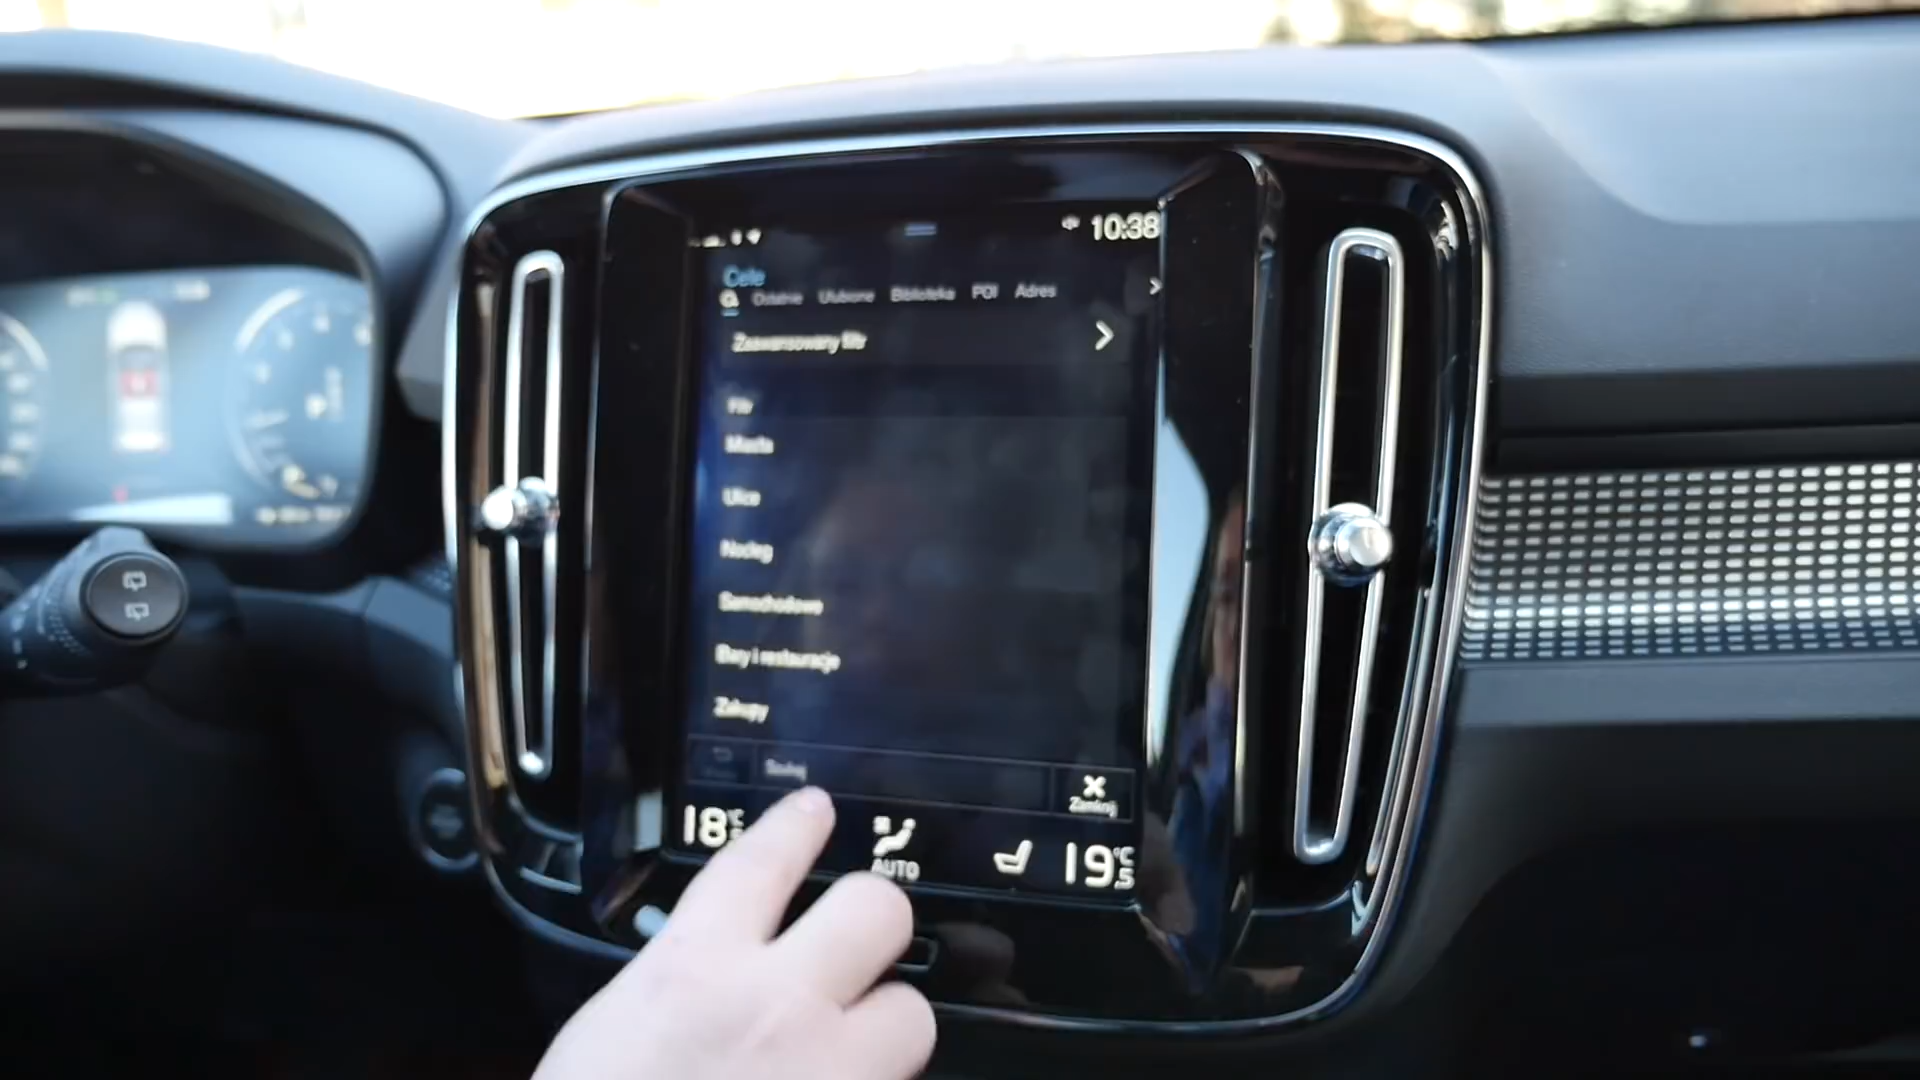 10:38
Cele
Ostatnie Ulubione Biblioteka POI Adres
Zaawansowany filtr
Filtr
Miasta
Ulice
Nocleg
Samochodowe
Bary i restauracje
Zakupy
Szukaj
Zamknij
18 °C
AUTO
19 °C .5